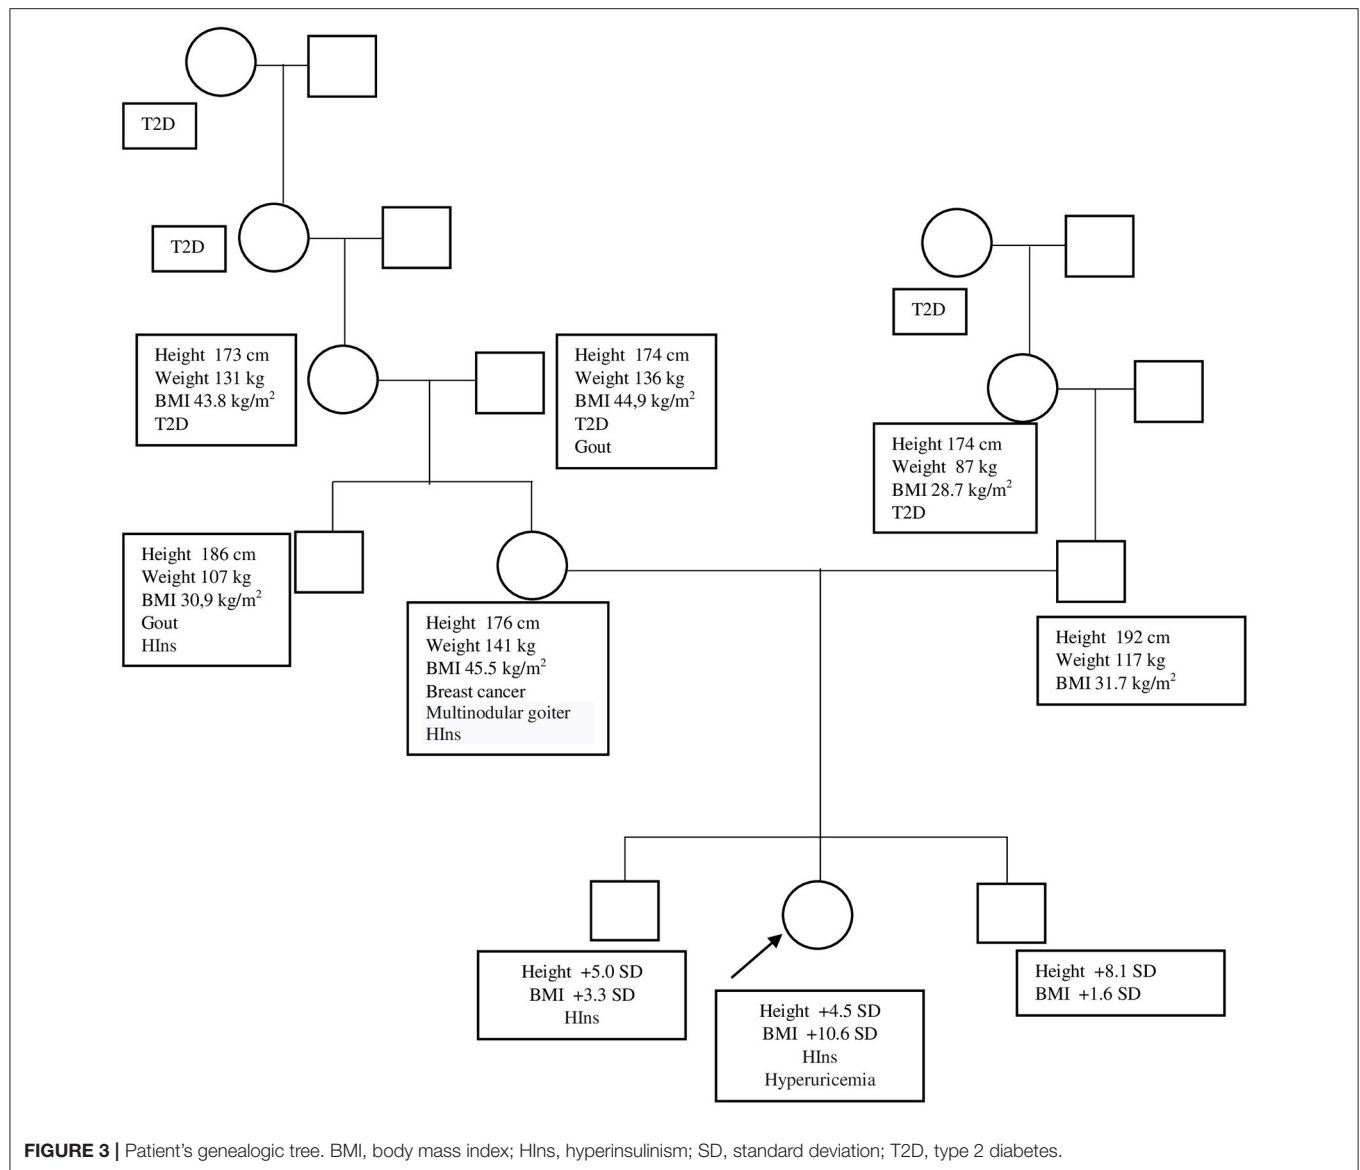 T2D
T2D
T2D
Height 173 cm
Weight 131 kg
BMI 43.8 kg/m²
T2D
Height 174 cm
Weight 136 kg
BMI 44,9 kg/m²
T2D
Gout
Height 174 cm
Weight 87 kg
BMI 28.7 kg/m²
T2D
Height 186 cm
Weight 107 kg
BMI 30,9 kg/m²
Gout
HIns
Height 176 cm
Weight 141 kg
BMI 45.5 kg/m²
Breast cancer
Multinodular goiter
HIns
Height 192 cm
Weight 117 kg
BMI 31.7 kg/m²
Height +5.0 SD
BMI +3.3 SD
HIns
Height +4.5 SD
BMI +10.6 SD
HIns
Hyperuricemia
Height +8.1 SD
BMI +1.6 SD
FIGURE 3 | Patient's genealogic tree. BMI, body mass index; HIns, hyperinsulinism; SD, standard deviation; T2D, type 2 diabetes.